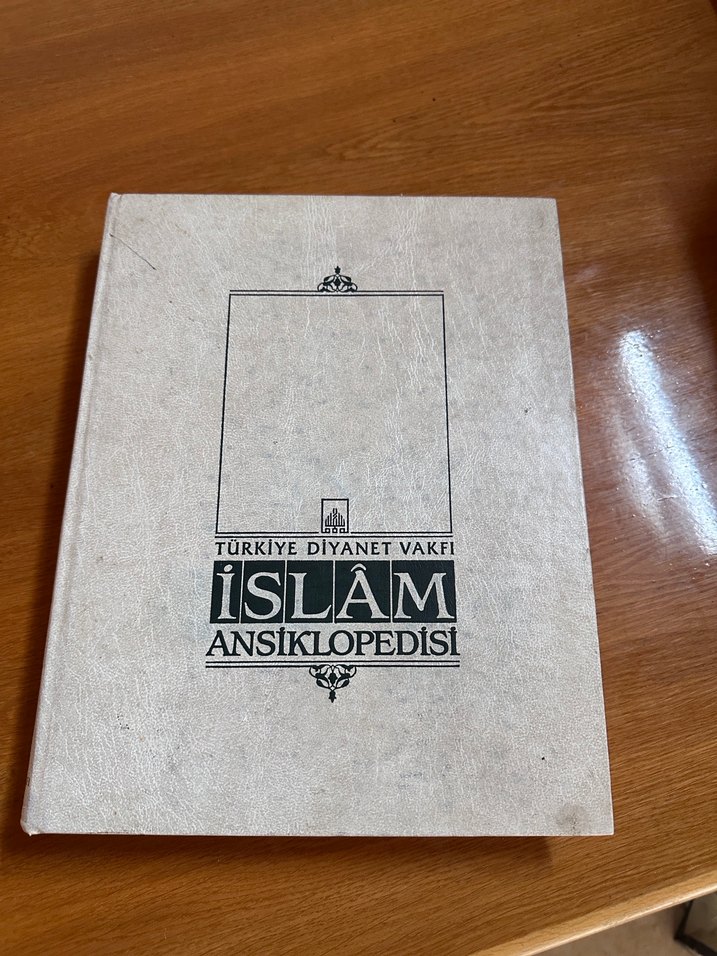 TÜRKİYE DİYANET VAKFI
İSLÂM
ANSİKLOPEDİSİ